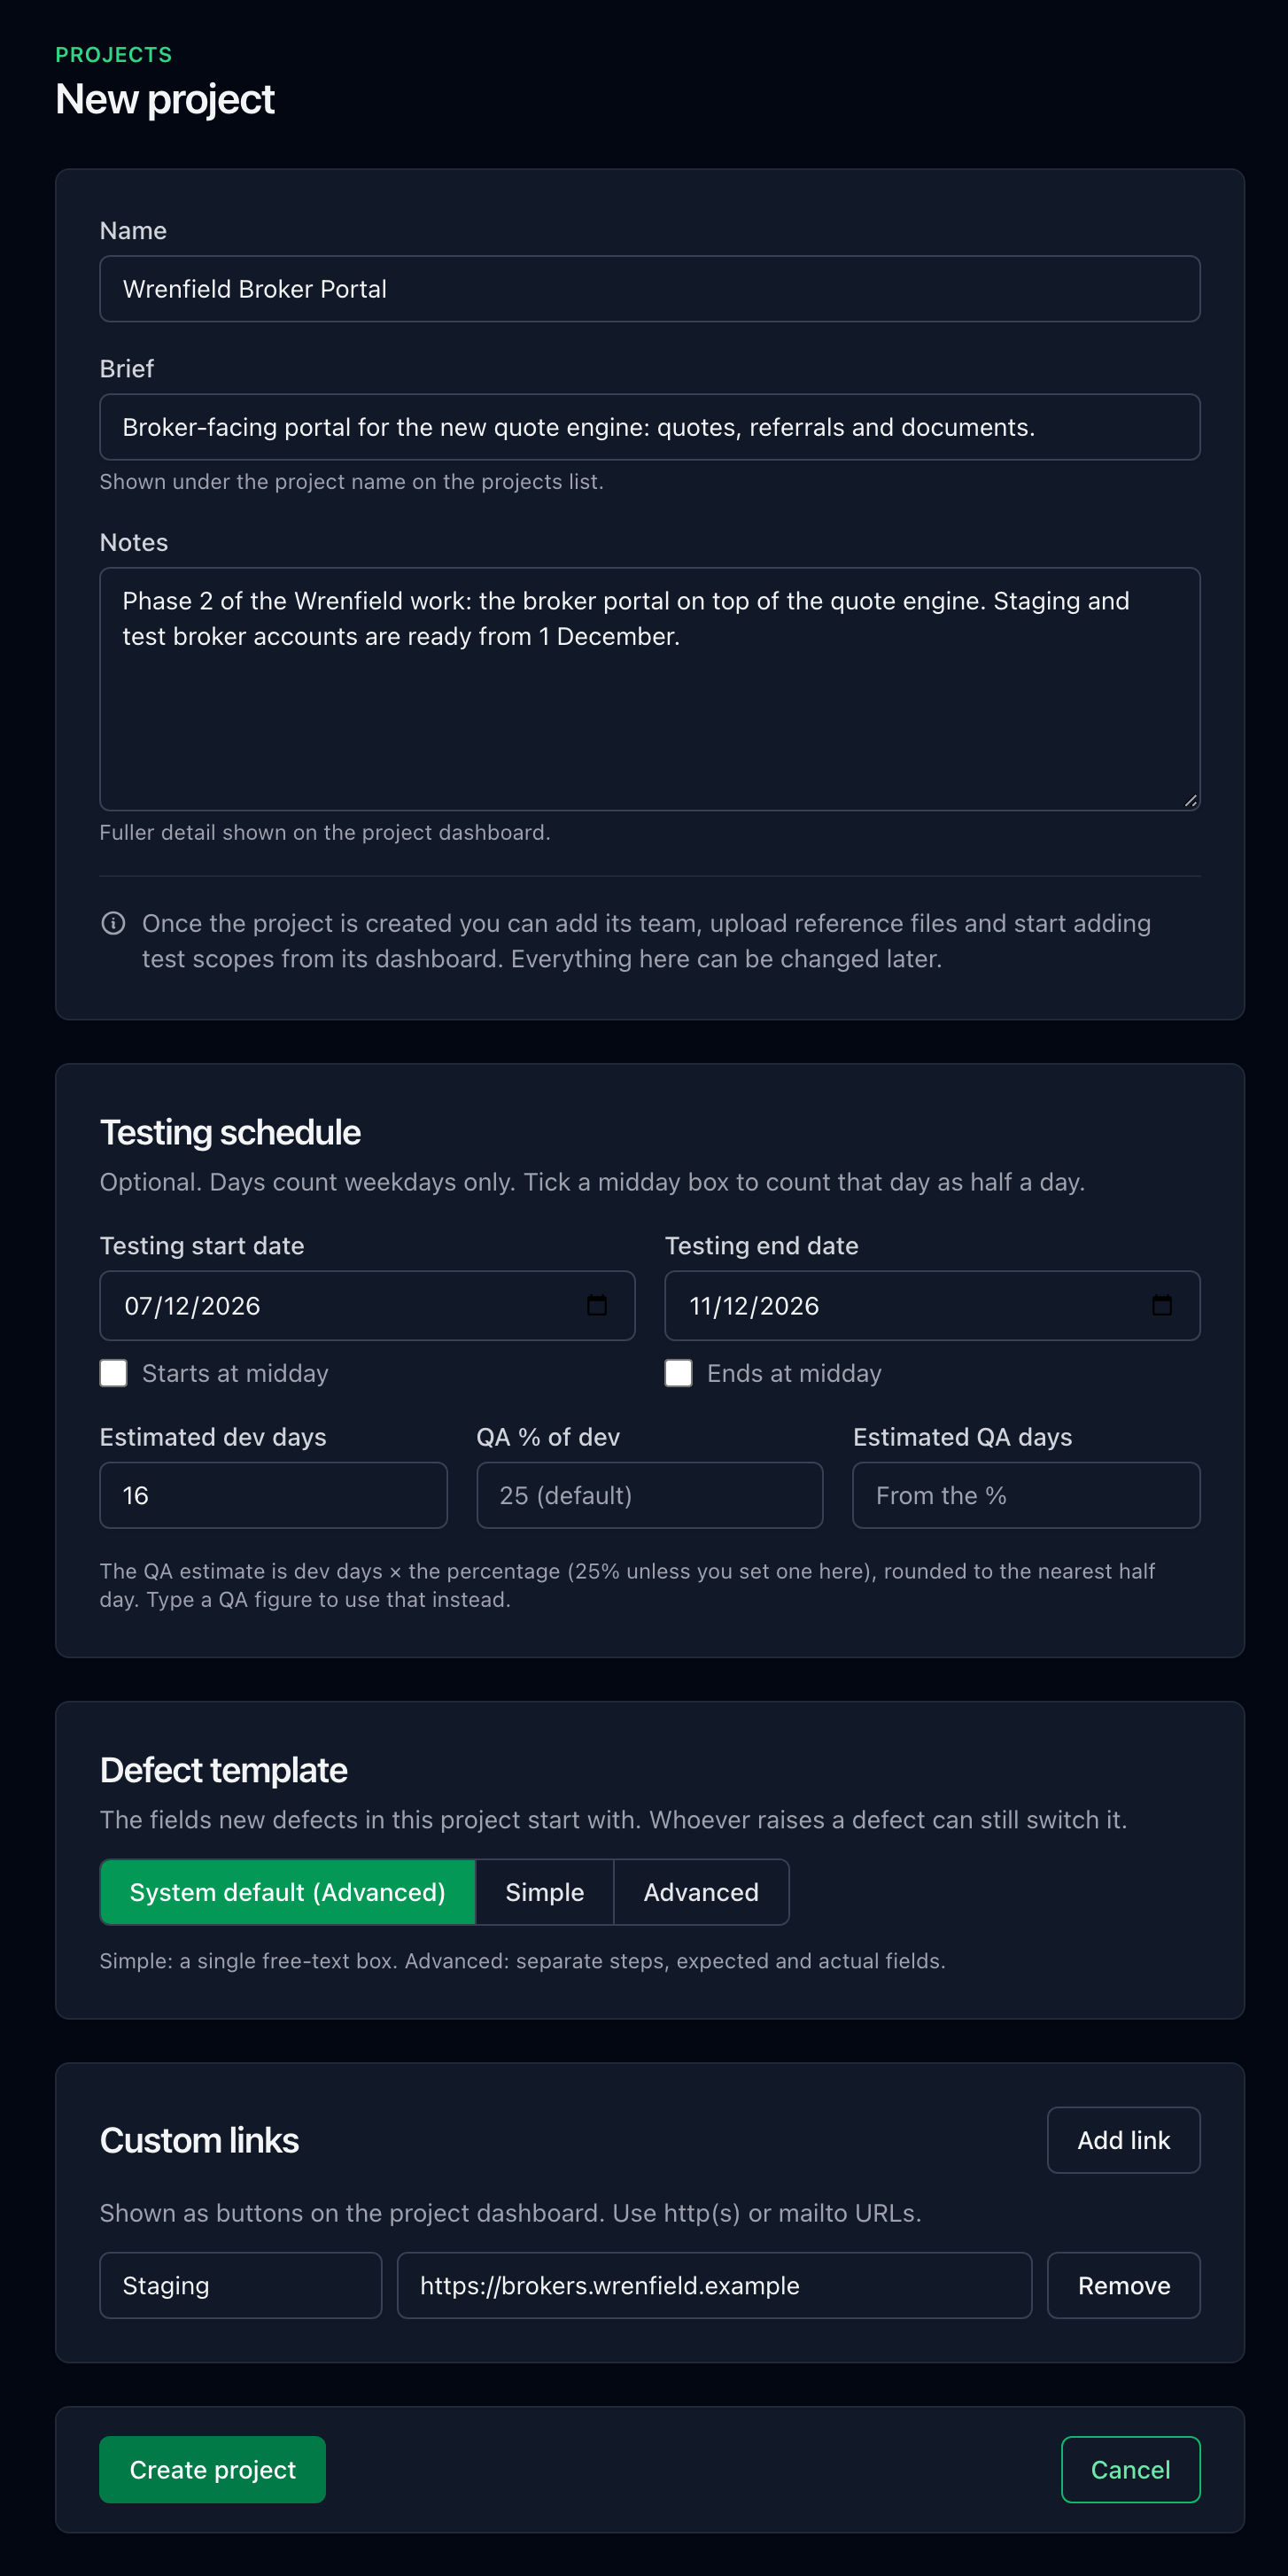 PROJECTS
New project
Name
Wrenfield Broker Portal
Brief
Broker-facing portal for the new quote engine: quotes, referrals and documents.
Shown under the project name on the projects list.
Notes
Phase 2 of the Wrenfield work: the broker portal on top of the quote engine. Staging and
test broker accounts are ready from 1 December.
Fuller detail shown on the project dashboard.
Once the project is created you can add its team, upload reference files and start adding
test scopes from its dashboard. Everything here can be changed later.
Testing schedule
Optional. Days count weekdays only. Tick a midday box to count that day as half a day.
Testing start date Testing end date
07/12/2026 11/12/2026
Starts at midday Ends at midday
Estimated dev days QA % of dev Estimated QA days
16 25 (default) From the %
The QA estimate is dev days × the percentage (25% unless you set one here), rounded to the nearest half
day. Type a QA figure to use that instead.
Defect template
The fields new defects in this project start with. Whoever raises a defect can still switch it.
System default (Advanced) Simple Advanced
Simple: a single free-text box. Advanced: separate steps, expected and actual fields.
Custom links Add link
Shown as buttons on the project dashboard. Use http(s) or mailto URLs.
Staging https://brokers.wrenfield.example Remove
Create project Cancel